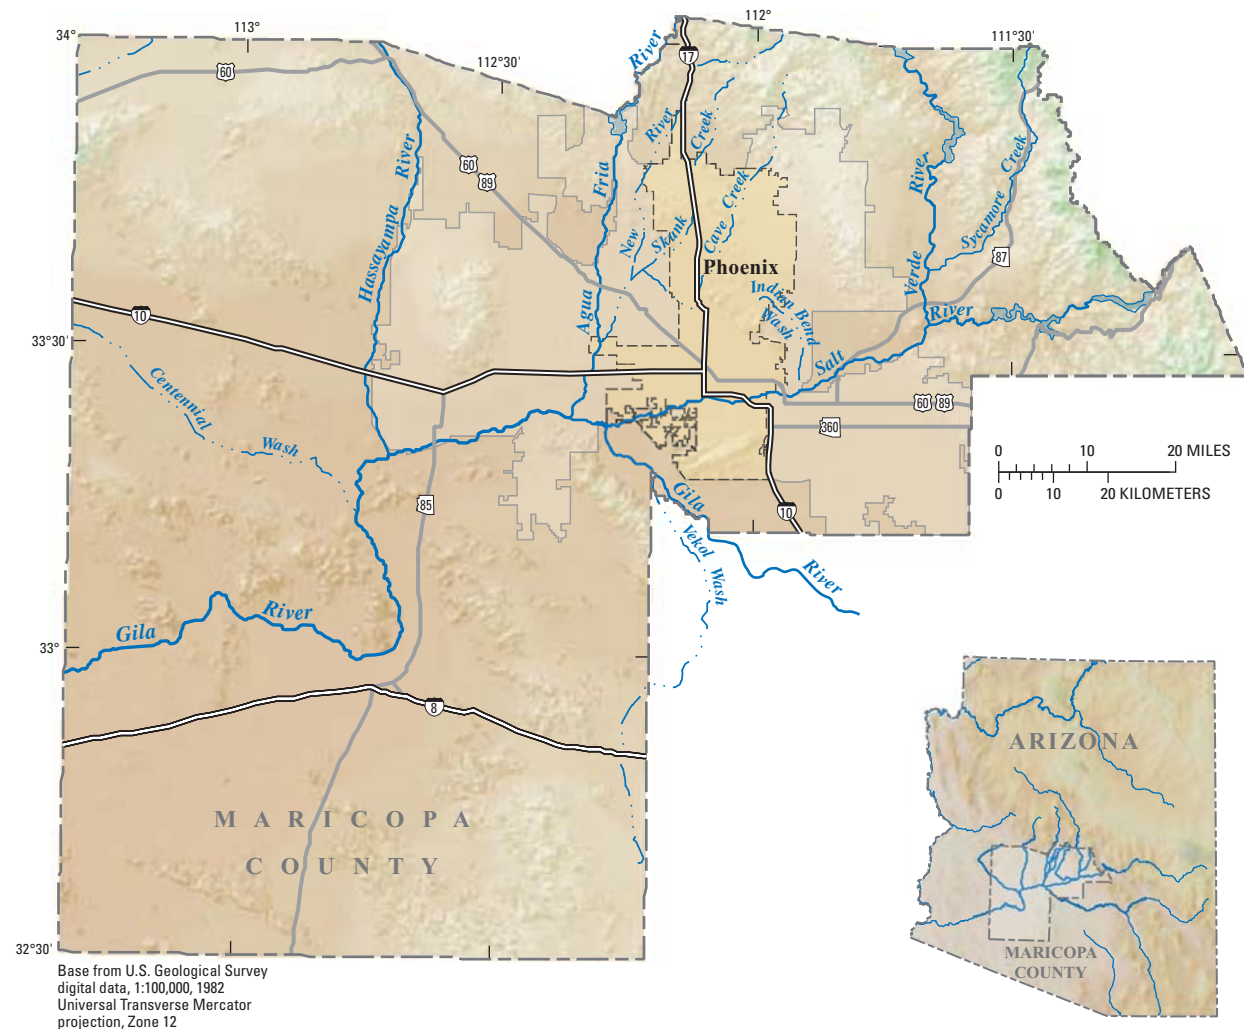 113°
112°
34°
111°30'
112°30'
River
17
60
River
Creek
River
60
89
Fria
River
Creek
Creek
New
Skunk
Cave
Sycamore
Hassayampa
Phoenix
87
Verde
Indian Bend
Wash
River
Agua
10
33°30'
Salt
Centennial
Wash
60
89
360
0 10 20 MILES
0 10 20 KILOMETERS
85
Gila
10
Vekol
Wash
River
River
Gila
33°
8
ARIZONA
MARICOPA
COUNTY
MARICOPA
COUNTY
32°30'
Base from U.S. Geological Survey
digital data, 1:100,000, 1982
Universal Transverse Mercator
projection, Zone 12